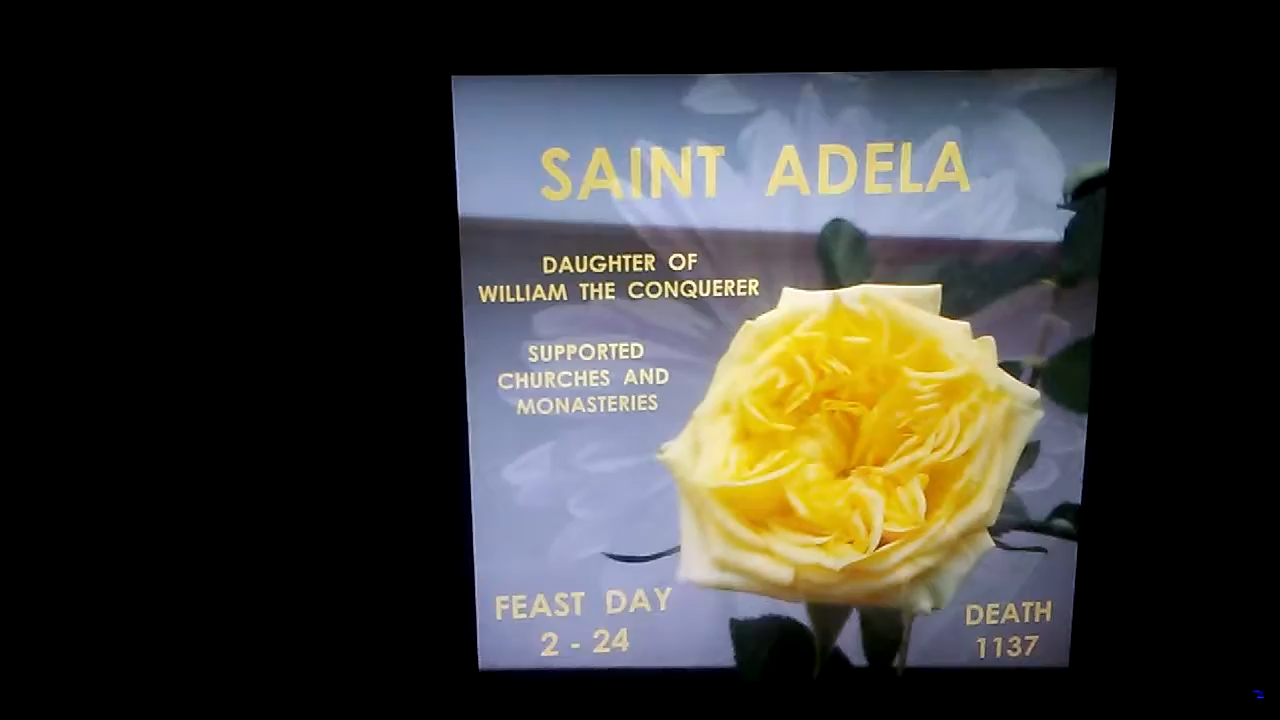 SAINT ADELA
DAUGHTER OF
WILLIAM THE CONQUERER
SUPPORTED
CHURCHES AND
MONASTERIES
FEAST DAY
2 - 24
DEATH
1137